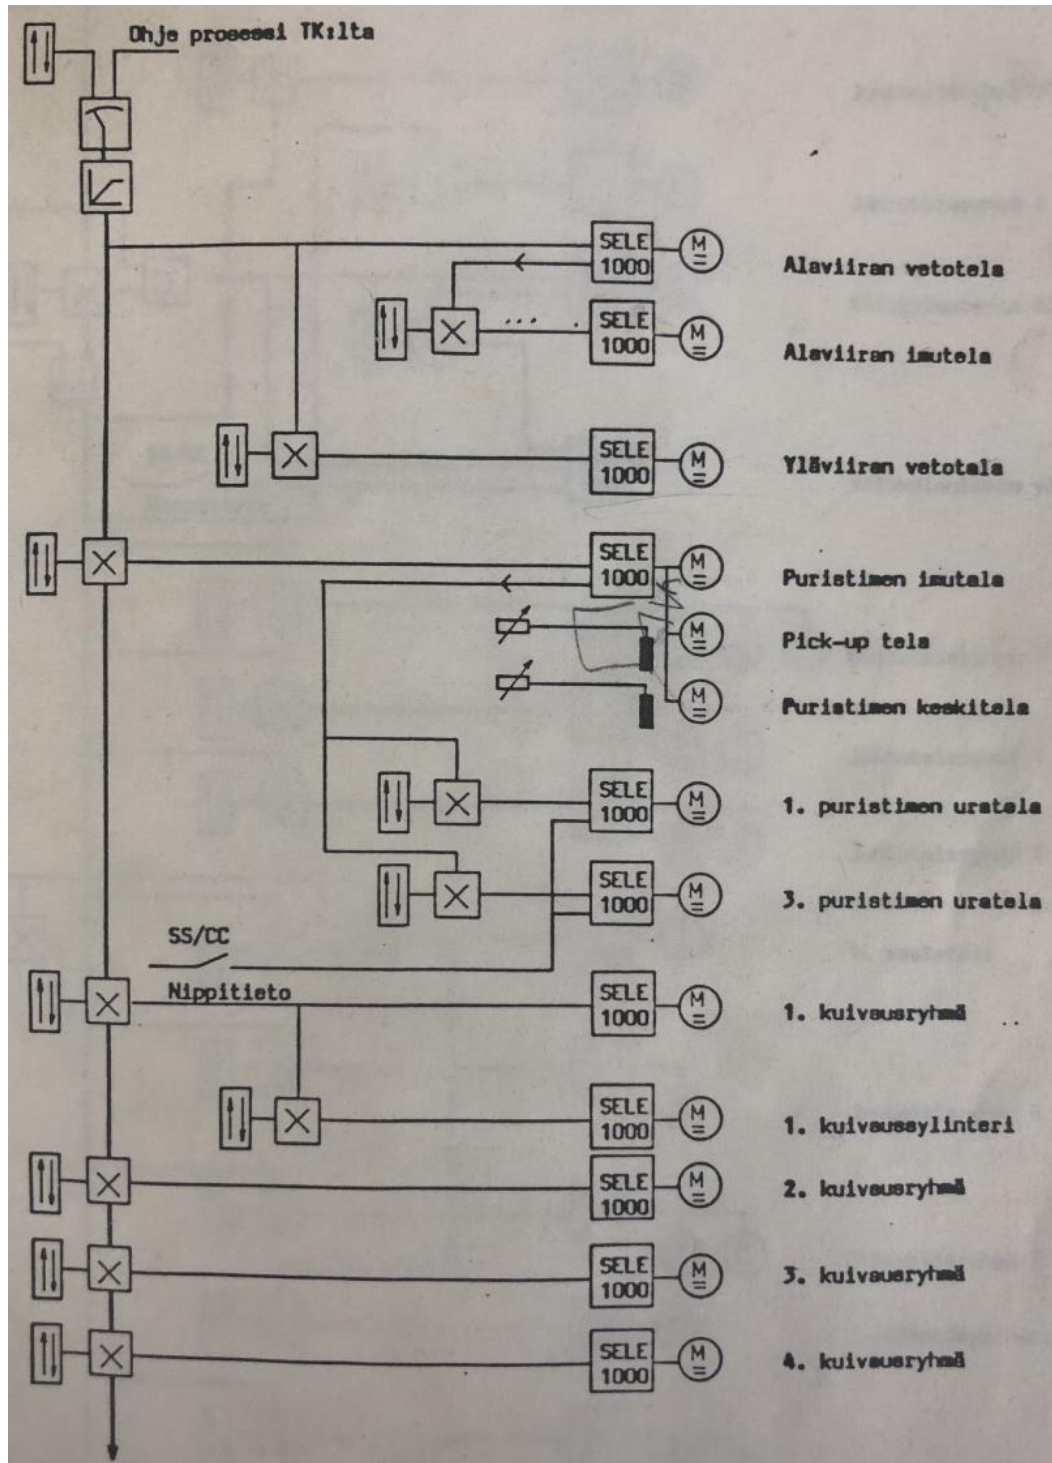 Ohje prosessi TK:lta
SELE
1000
M
Alaviiran vetotela
SELE
1000
M
Alaviiran imutela
SELE
1000
M
Yläviiran vetotela
SELE
1000
M
Puristimen imutela
M
Pick-up tela
M
Puristimen keskitela
SELE
1000
M
1. puristimen uratela
SELE
1000
M
3. puristimen uratela
SS/CC
Nippitieto
SELE
1000
M
1. kuivausryhmä
SELE
1000
M
1. kuivaussylinteri
SELE
1000
M
2. kuivausryhmä
SELE
1000
M
3. kuivausryhmä
SELE
1000
M
4. kuivausryhmä